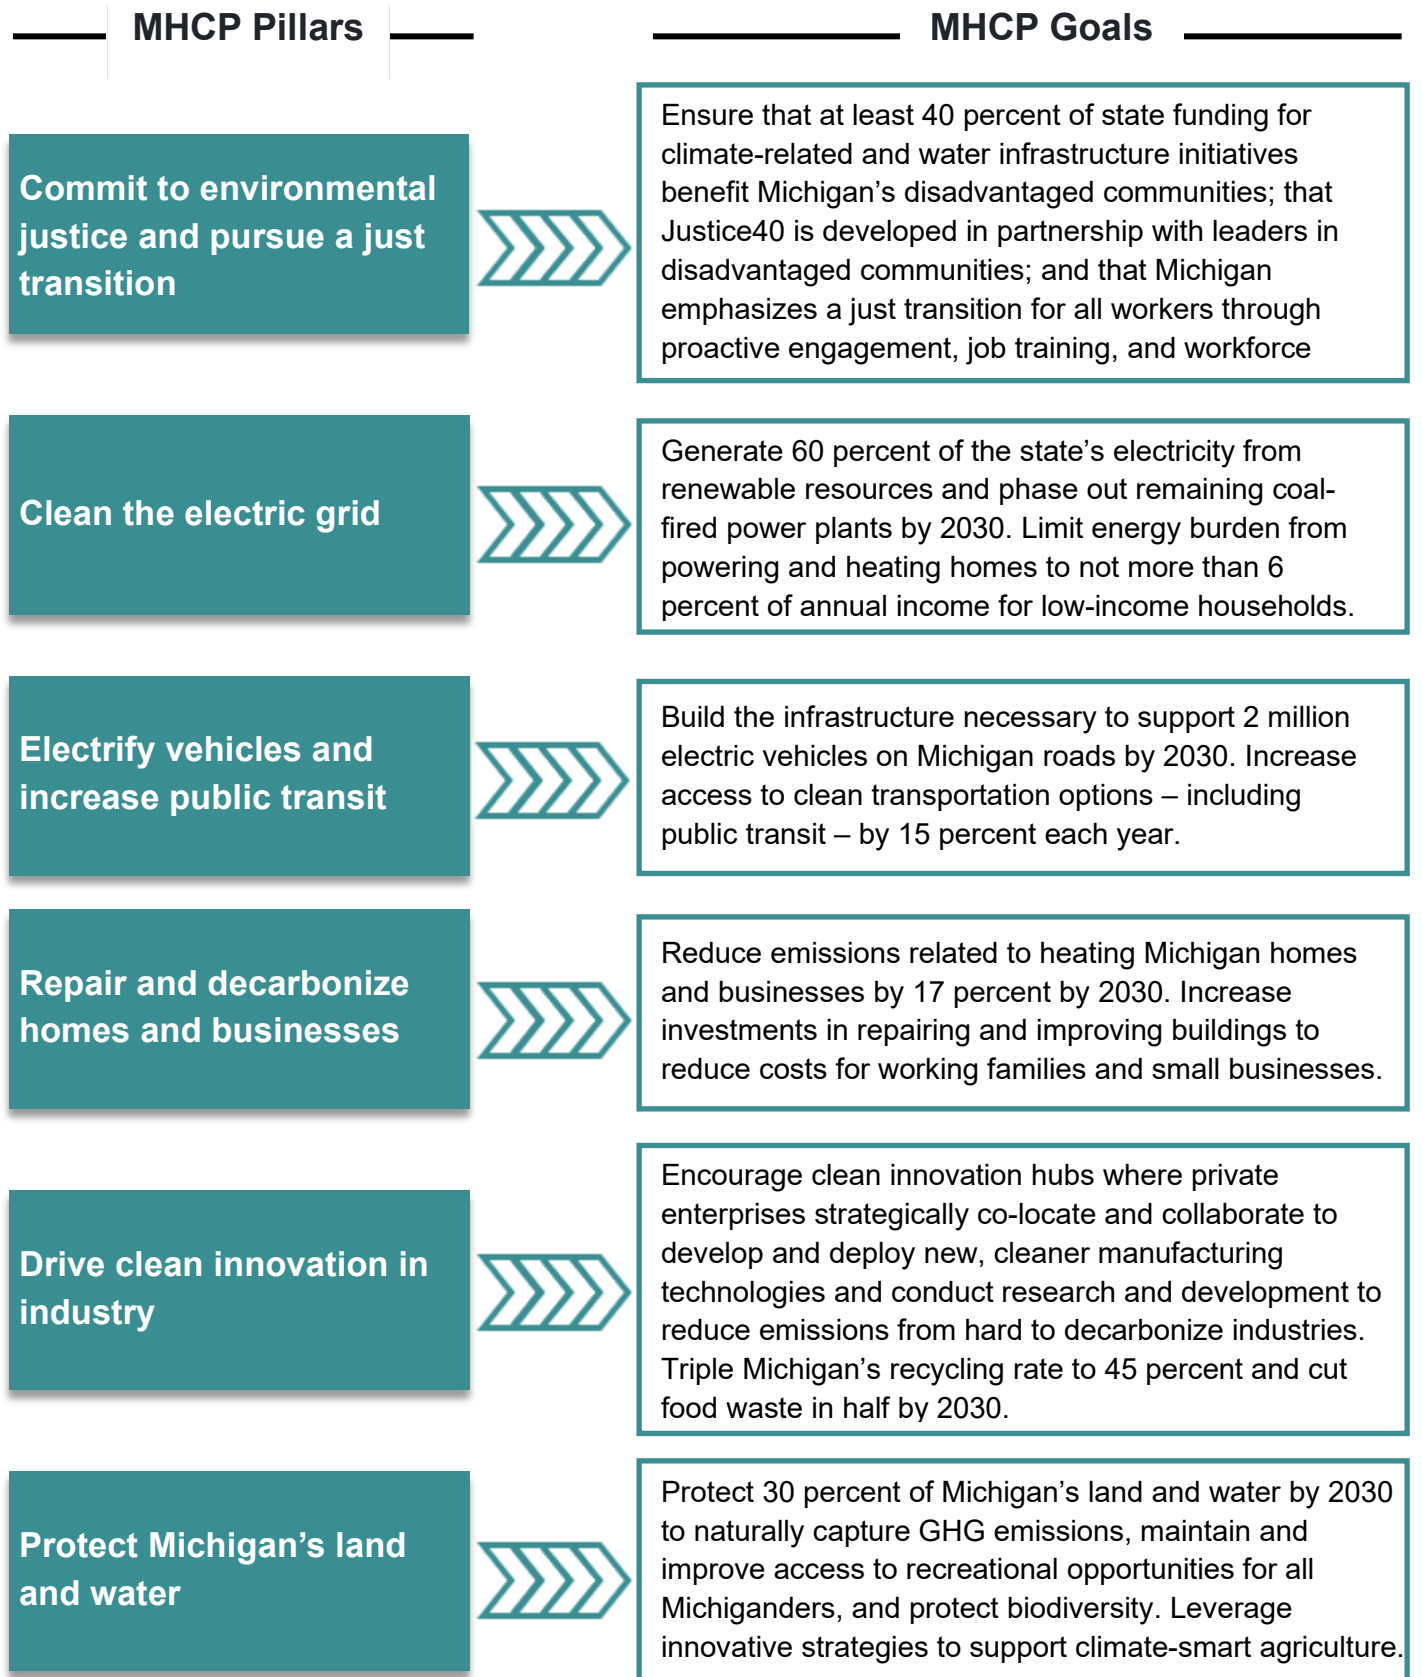 MHCP Pillars
MHCP Goals
Commit to environmental
justice and pursue a just
transition
Ensure that at least 40 percent of state funding for
climate-related and water infrastructure initiatives
benefit Michigan’s disadvantaged communities; that
Justice40 is developed in partnership with leaders in
disadvantaged communities; and that Michigan
emphasizes a just transition for all workers through
proactive engagement, job training, and workforce
Clean the electric grid
Generate 60 percent of the state’s electricity from
renewable resources and phase out remaining coal-
fired power plants by 2030. Limit energy burden from
powering and heating homes to not more than 6
percent of annual income for low-income households.
Electrify vehicles and
increase public transit
Build the infrastructure necessary to support 2 million
electric vehicles on Michigan roads by 2030. Increase
access to clean transportation options – including
public transit – by 15 percent each year.
Repair and decarbonize
homes and businesses
Reduce emissions related to heating Michigan homes
and businesses by 17 percent by 2030. Increase
investments in repairing and improving buildings to
reduce costs for working families and small businesses.
Drive clean innovation in
industry
Encourage clean innovation hubs where private
enterprises strategically co-locate and collaborate to
develop and deploy new, cleaner manufacturing
technologies and conduct research and development to
reduce emissions from hard to decarbonize industries.
Triple Michigan’s recycling rate to 45 percent and cut
food waste in half by 2030.
Protect Michigan’s land
and water
Protect 30 percent of Michigan’s land and water by 2030
to naturally capture GHG emissions, maintain and
improve access to recreational opportunities for all
Michiganders, and protect biodiversity. Leverage
innovative strategies to support climate-smart agriculture.